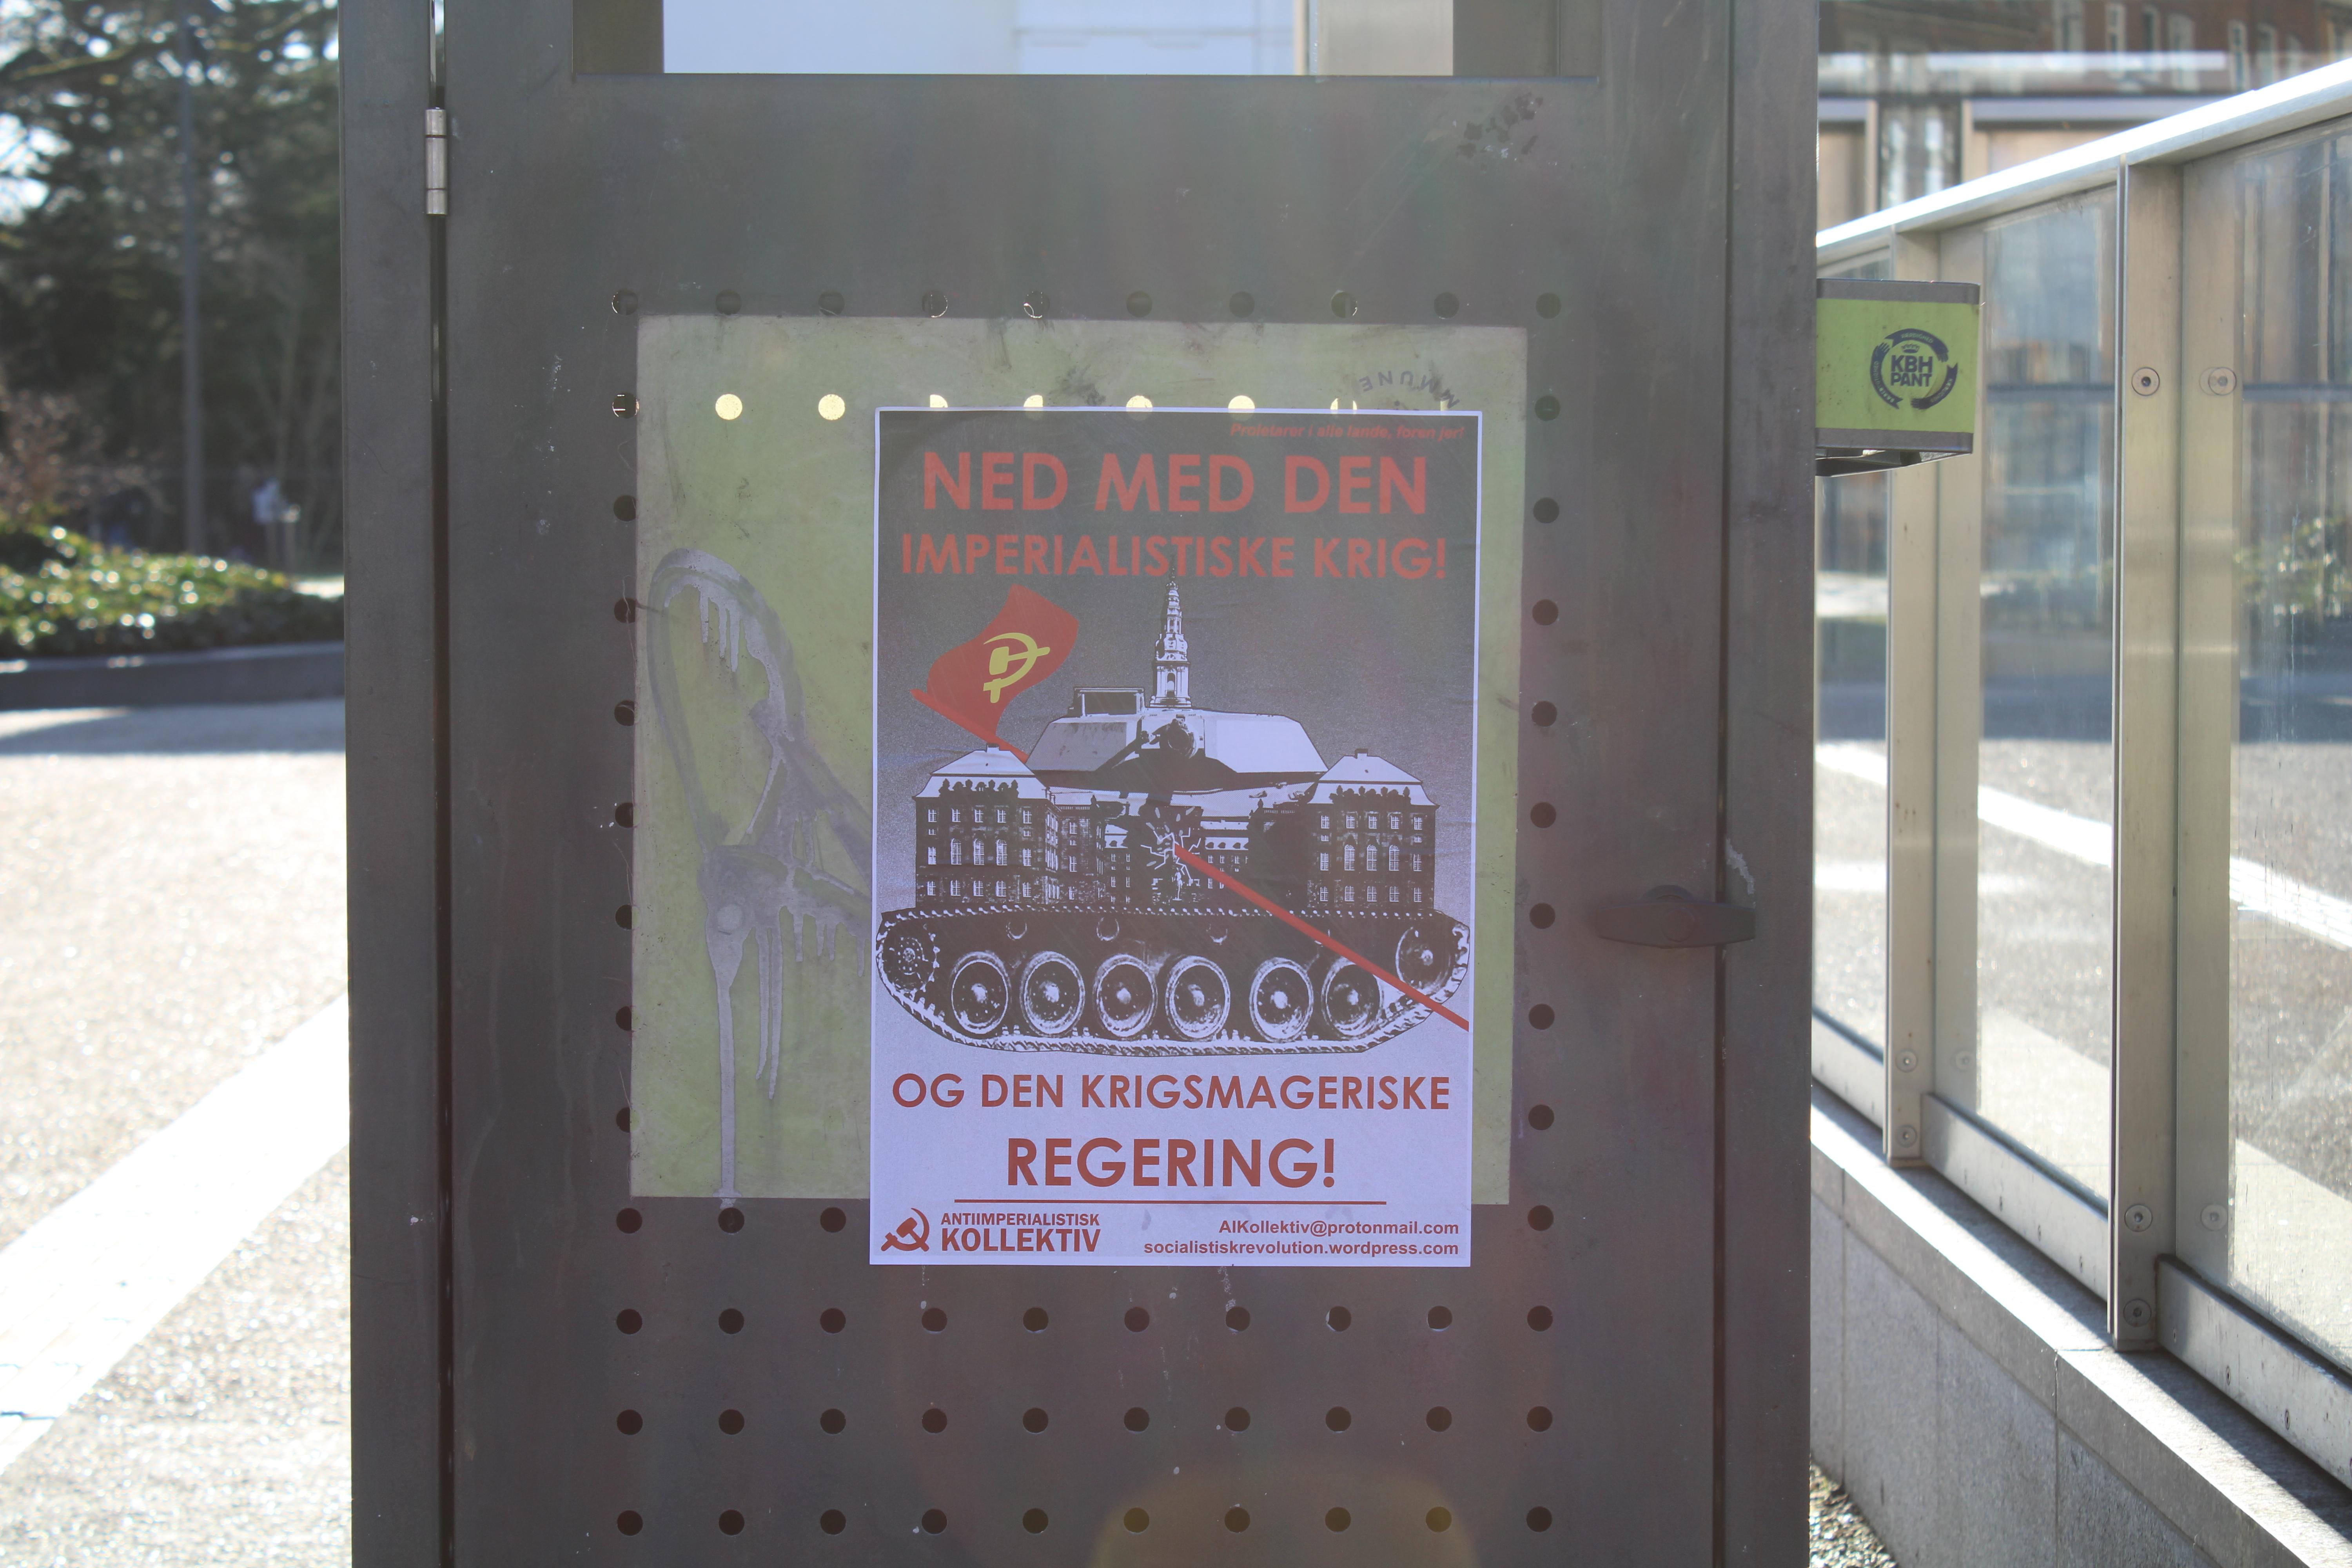 Proletarer i alle lande, foren jer!
NED MED DEN
IMPERIALISTISKE KRIG!
OG DEN KRIGSMAGERISKE
REGERING!
ANTIIMPERIALISTISK
KOLLEKTIV
AIKollektiv@protonmail.com
socialistiskrevolution.wordpress.com
KBH
PANT